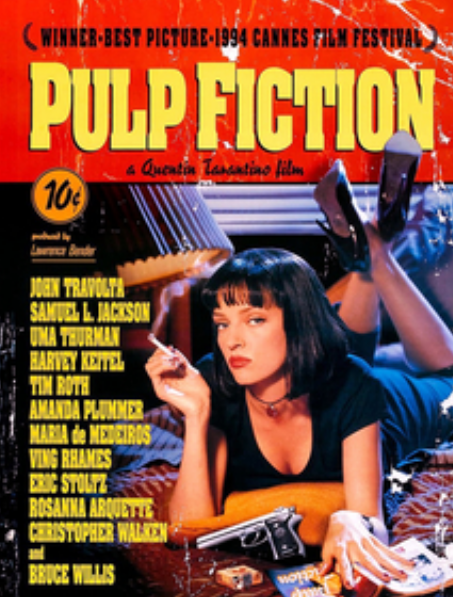 WINNER-BEST PICTURE-1994 CANNES FILM FESTIVAL
PULP FICTION
a Quentin Tarantino film
10¢
produced by
Lawrence Bender
JOHN TRAVOLTA
SAMUEL L. JACKSON
UMA THURMAN
HARVEY KEITEL
TIM ROTH
AMANDA PLUMMER
MARIA de MEDEIROS
VING RHAMES
ERIC STOLTZ
ROSANNA ARQUETTE
CHRISTOPHER WALKEN
and
BRUCE WILLIS